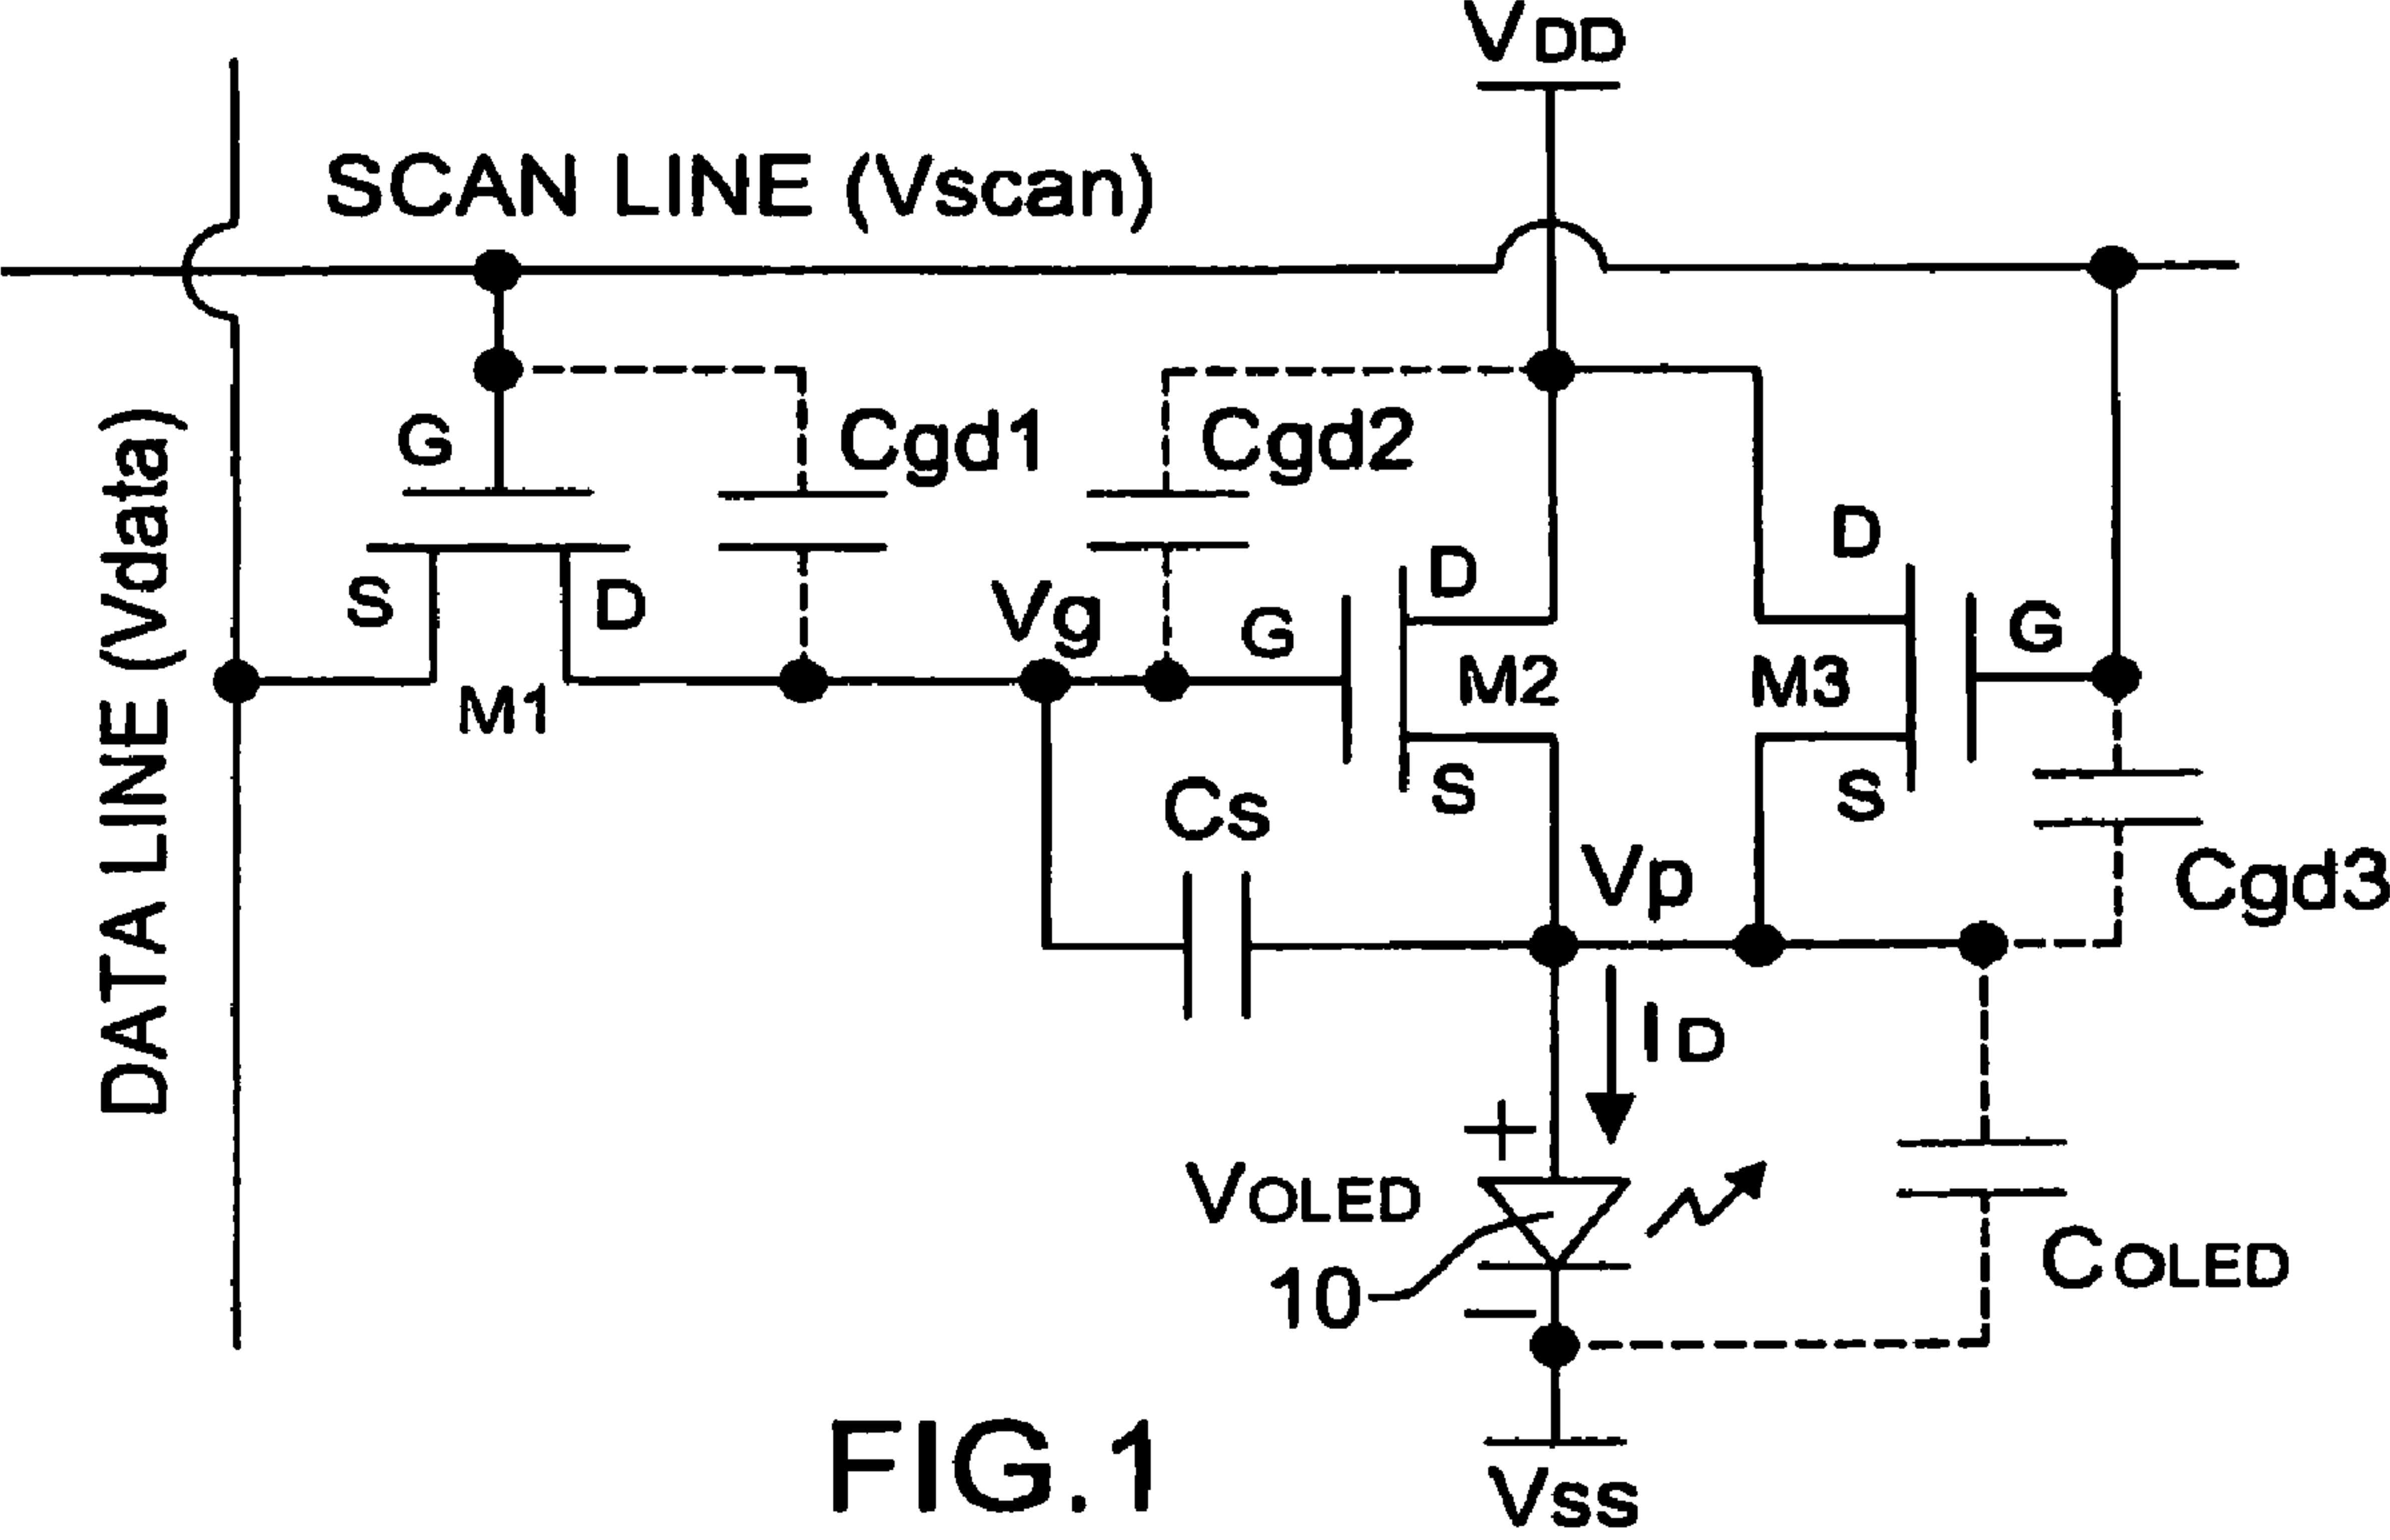 VDD
SCAN LINE (Vscan)
DATA LINE (Vdata)
G
Cgd1
Cgd2
S
D
M1
Vg
G
D
M2
S
D
M3
G
S
Cs
Vp
Cgd3
ID
+
VOLED
10
−
COLED
VSS
FIG.1